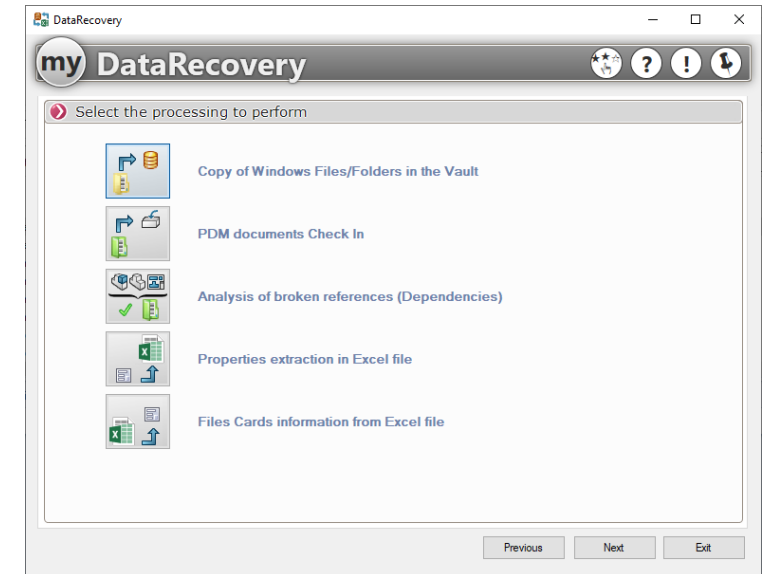 DataRecovery
my DataRecovery
?
!
Select the processing to perform
Copy of Windows Files/Folders in the Vault
PDM documents Check In
Analysis of broken references (Dependencies)
Properties extraction in Excel file
Files Cards information from Excel file
Previous
Next
Exit